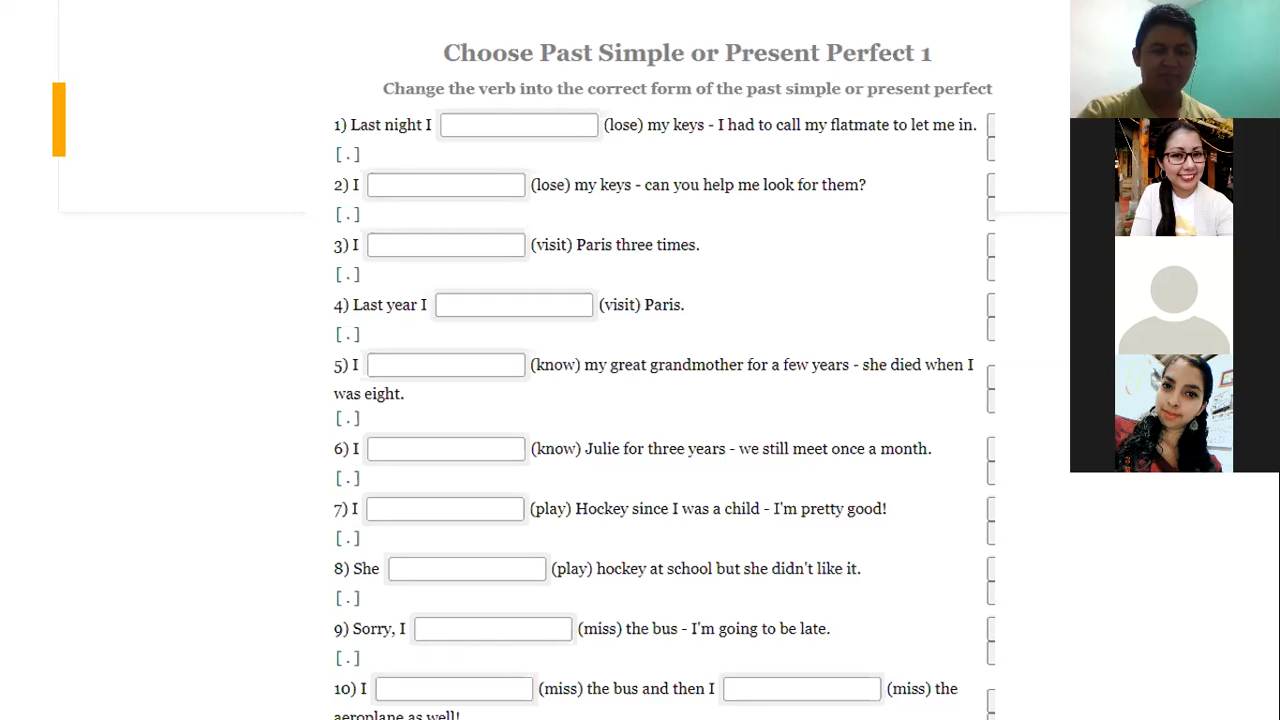 Choose Past Simple or Present Perfect 1
Change the verb into the correct form of the past simple or present perfect
1) Last night I (lose) my keys - I had to call my flatmate to let me in.
[ . ]
2) I (lose) my keys - can you help me look for them?
[ . ]
3) I (visit) Paris three times.
[ . ]
4) Last year I (visit) Paris.
[ . ]
5) I (know) my great grandmother for a few years - she died when I
was eight.
[ . ]
6) I (know) Julie for three years - we still meet once a month.
[ . ]
7) I (play) Hockey since I was a child - I'm pretty good!
[ . ]
8) She (play) hockey at school but she didn't like it.
[ . ]
9) Sorry, I (miss) the bus - I'm going to be late.
[ . ]
10) I (miss) the bus and then I (miss) the
aeroplane as well!